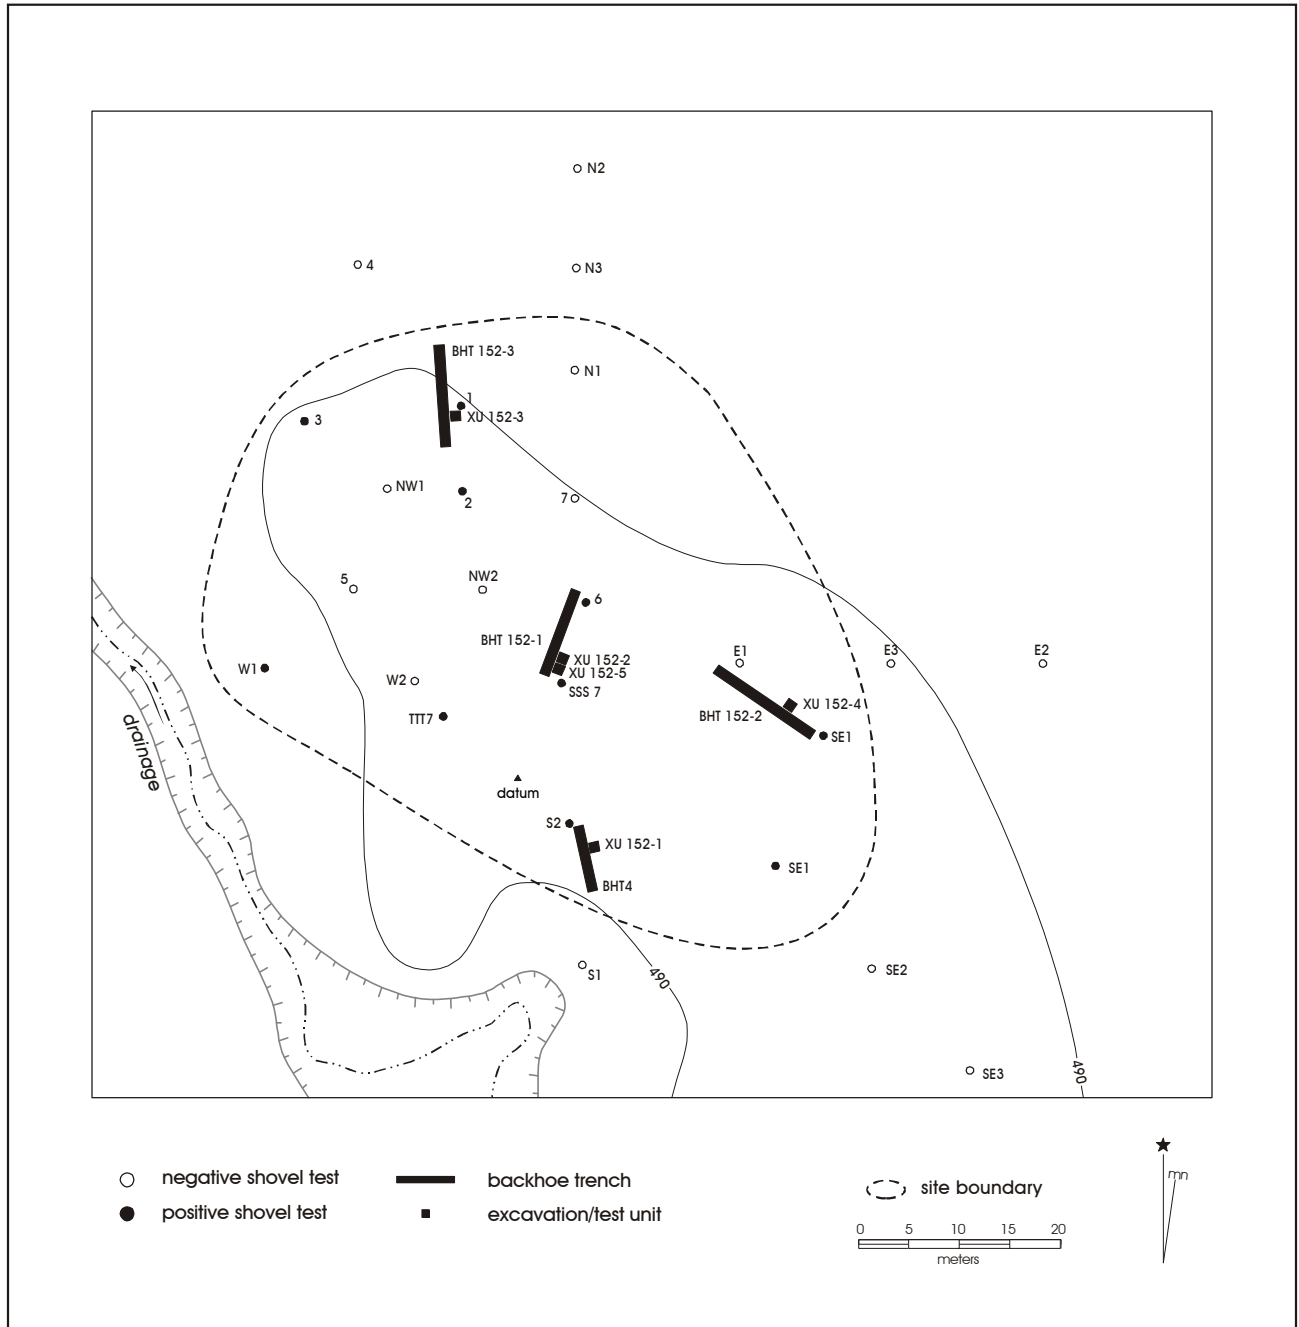 N2
4
N3
BHT 152-3
N1
1
XU 152-3
3
NW1
2
7
5
NW2
6
BHT 152-1
XU 152-2
XU 152-5
SSS 7
W1
W2
TTT7
E1
E3
E2
XU 152-4
BHT 152-2
SE1
drainage
datum
S2
XU 152-1
BHT4
SE1
S1
490
SE2
SE3
490
negative shovel test
positive shovel test
backhoe trench
excavation/test unit
site boundary
0 5 10 15 20
meters
mn